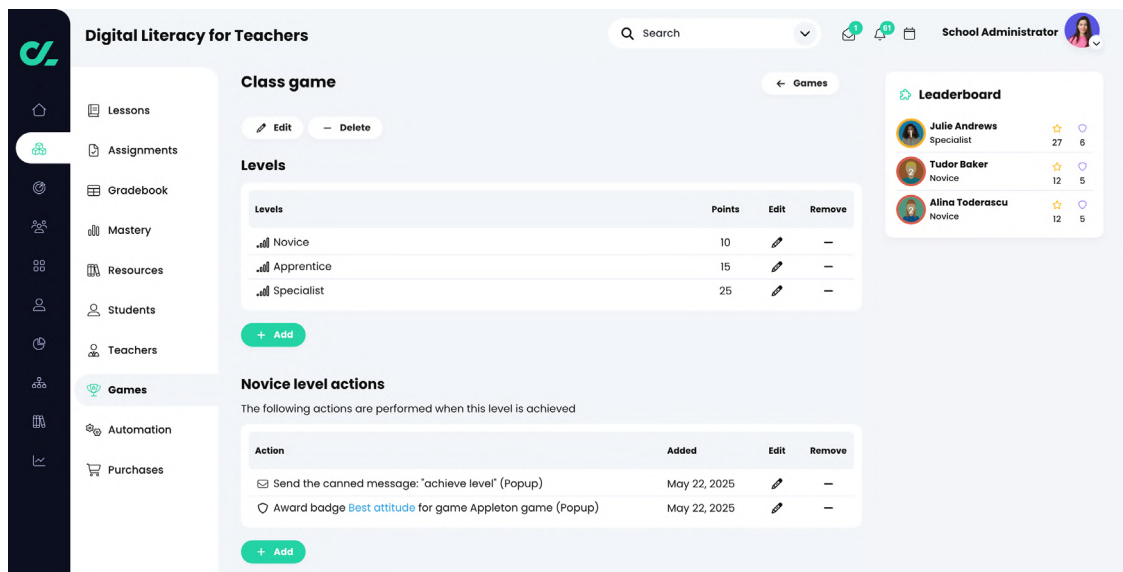 Digital Literacy for Teachers
Search
1
61
School Administrator
Lessons
Assignments
Gradebook
Mastery
Resources
Students
Teachers
Games
Automation
Purchases
Class game
← Games
Edit
– Delete
Levels
Levels Points Edit Remove
Novice 10
Apprentice 15
Specialist 25
+ Add
Novice level actions
The following actions are performed when this level is achieved
Action Added Edit Remove
Send the canned message: "achieve level" (Popup) May 22, 2025
Award badge Best attitude for game Appleton game (Popup) May 22, 2025
+ Add
Leaderboard
Julie Andrews
Specialist 27 6
Tudor Baker
Novice 12 5
Alina Toderascu
Novice 12 5